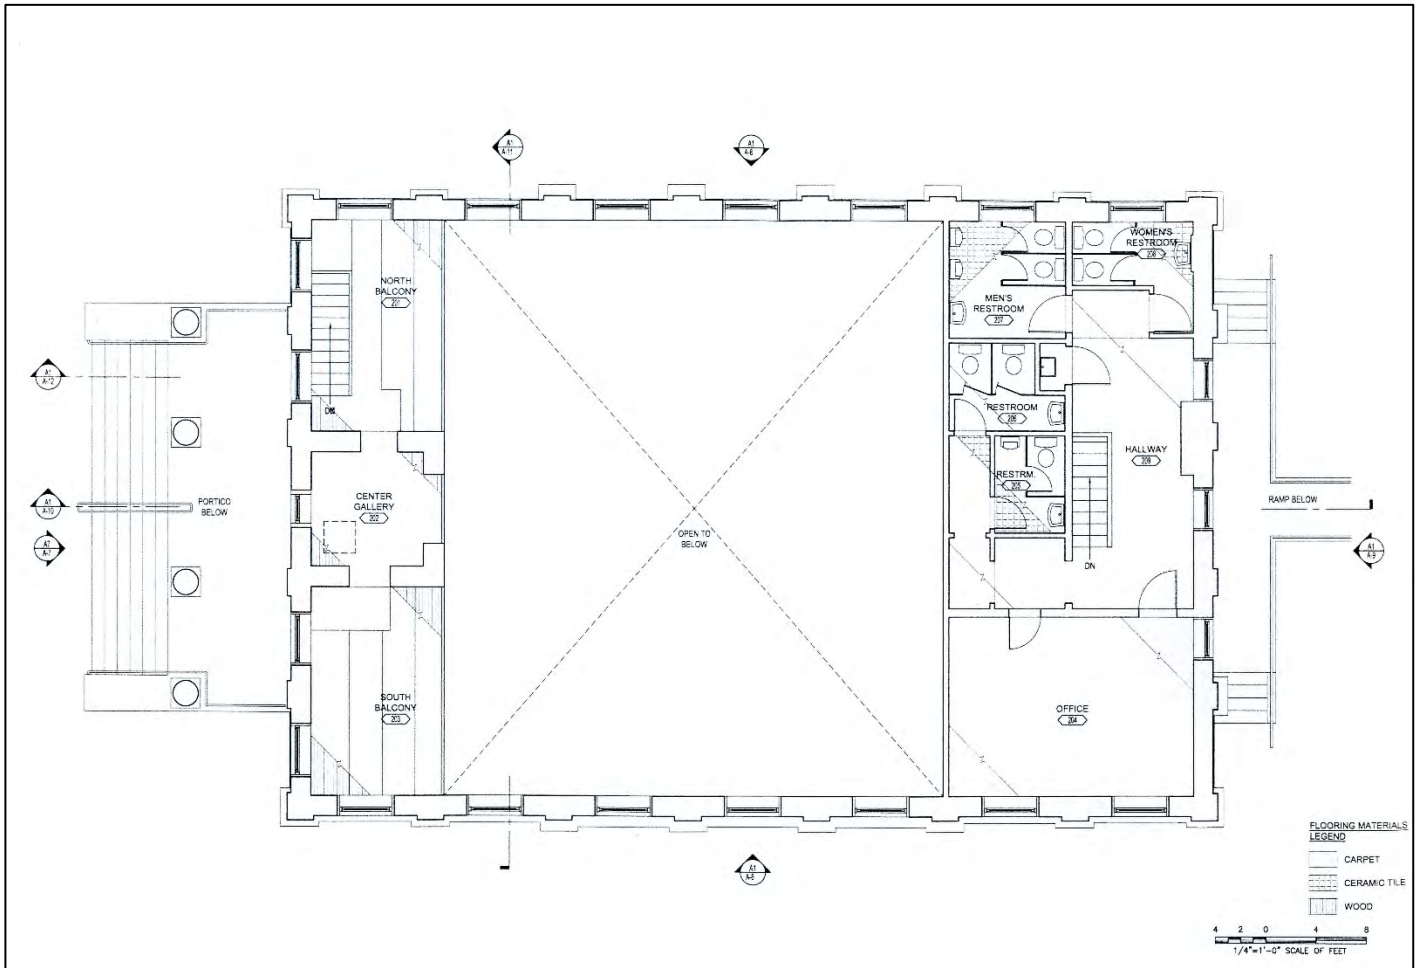 A1
A-11
A1
A-8
NORTH
BALCONY
201
DN
WOMEN'S
RESTROOM
208
MEN'S
RESTROOM
207
A1
A-12
RESTROOM
206
HALLWAY
209
RESTRM.
205
A1
A-10
PORTICO
BELOW
CENTER
GALLERY
202
OPEN TO
BELOW
RAMP BELOW
A7
A-7
A1
A-9
DN
SOUTH
BALCONY
203
OFFICE
204
A1
FLOORING MATERIALS
LEGEND
CARPET
CERAMIC TILE
WOOD
4 2 0 4 8
1/4"=1'-0" SCALE OF FEET